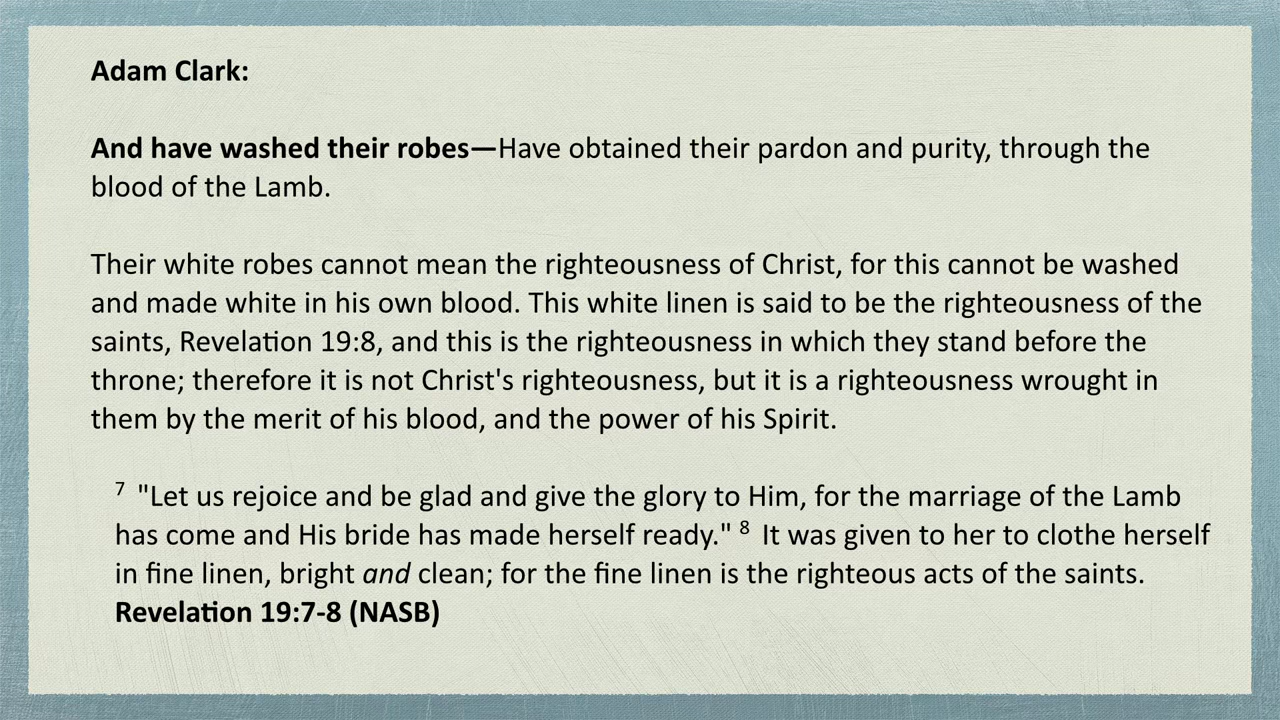 Adam Clark:
And have washed their robes—Have obtained their pardon and purity, through the
blood of the Lamb.
Their white robes cannot mean the righteousness of Christ, for this cannot be washed
and made white in his own blood. This white linen is said to be the righteousness of the
saints, Revelation 19:8, and this is the righteousness in which they stand before the
throne; therefore it is not Christ's righteousness, but it is a righteousness wrought in
them by the merit of his blood, and the power of his Spirit.
7 "Let us rejoice and be glad and give the glory to Him, for the marriage of the Lamb
has come and His bride has made herself ready." 8 It was given to her to clothe herself
in fine linen, bright and clean; for the fine linen is the righteous acts of the saints.
Revelation 19:7-8 (NASB)